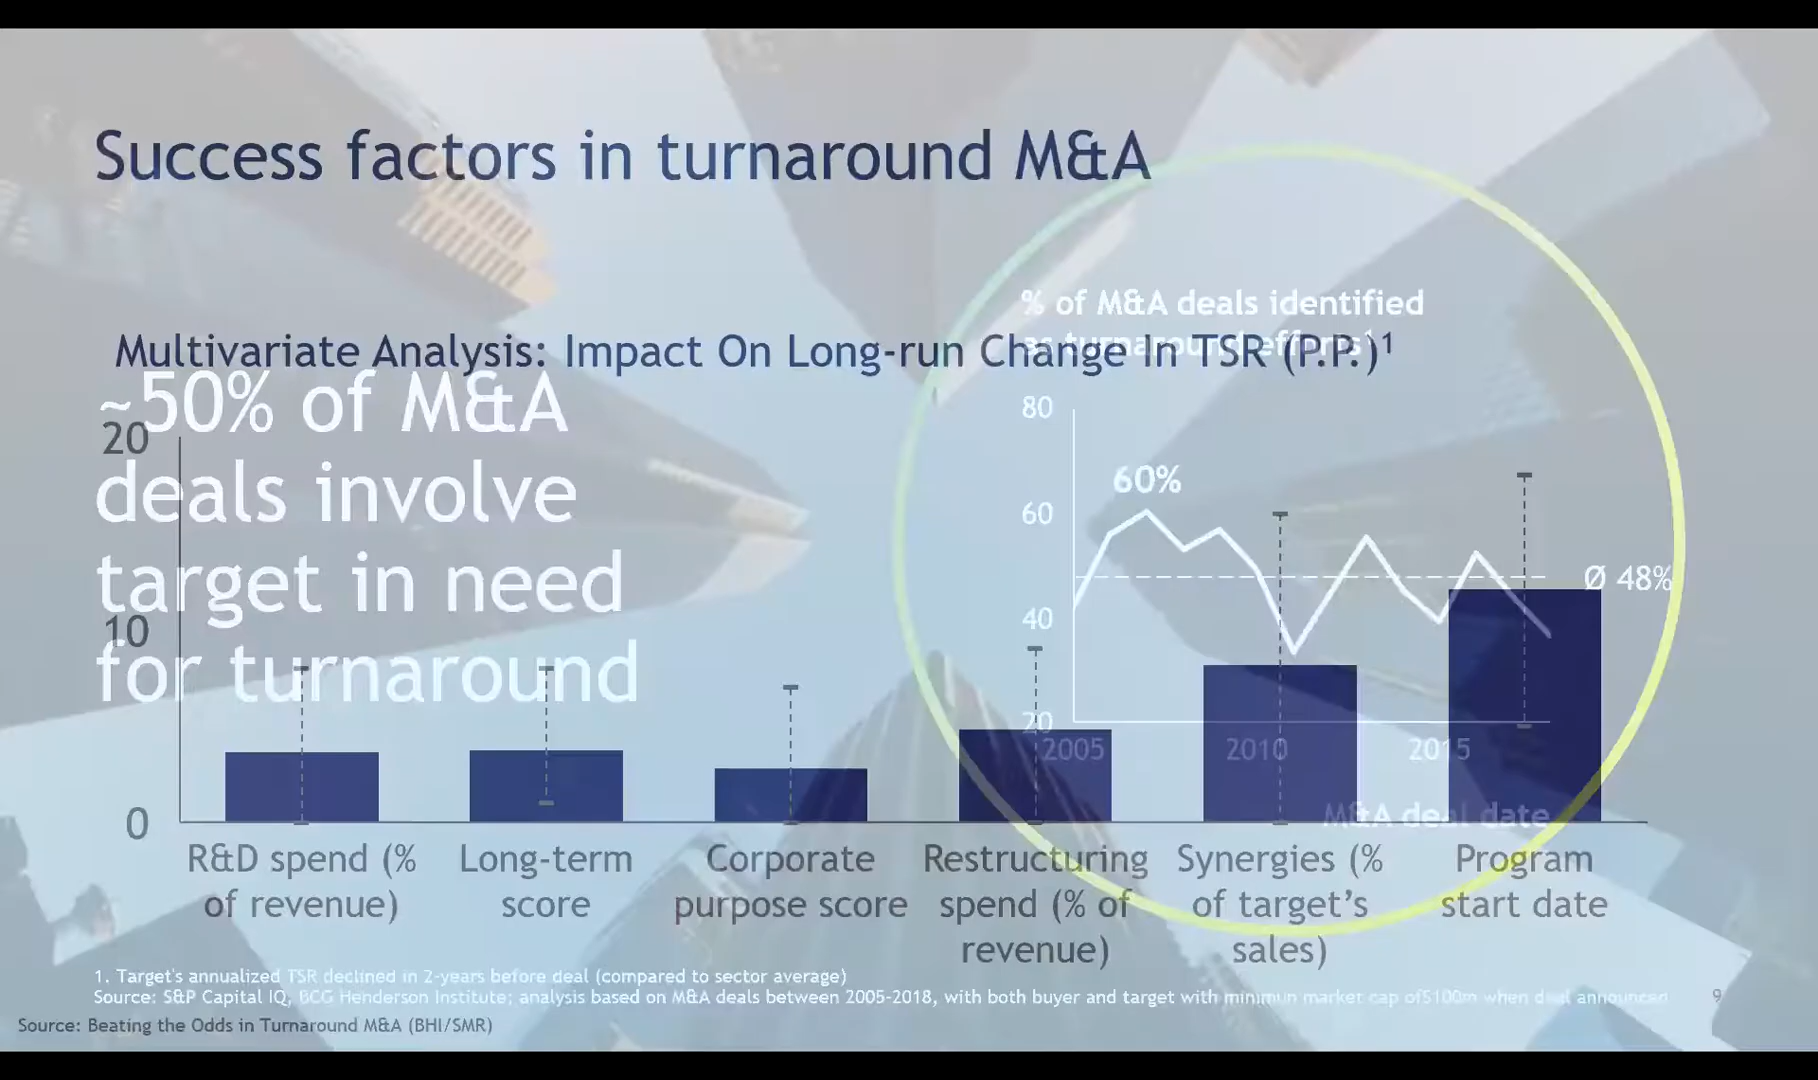 Success factors in turnaround M&A
% of M&A deals identified
as turnaround efforts¹
Multivariate Analysis: Impact On Long-run Change In TSR (P.P.)¹
~50% of M&A
deals involve
target in need
for turnaround
20
10
0
80
60
40
20
60%
Ø 48%
2005
2010
2015
M&A deal date
R&D spend (%
of revenue)
Long-term
score
Corporate
purpose score
Restructuring
spend (% of
revenue)
Synergies (%
of target’s
sales)
Program
start date
1. Target's annualized TSR declined in 2-years before deal (compared to sector average)
Source: S&P Capital IQ, BCG Henderson Institute; analysis based on M&A deals between 2005-2018, with both buyer and target with minimun market cap of$100m when deal announced
9
Source: Beating the Odds in Turnaround M&A (BHI/SMR)